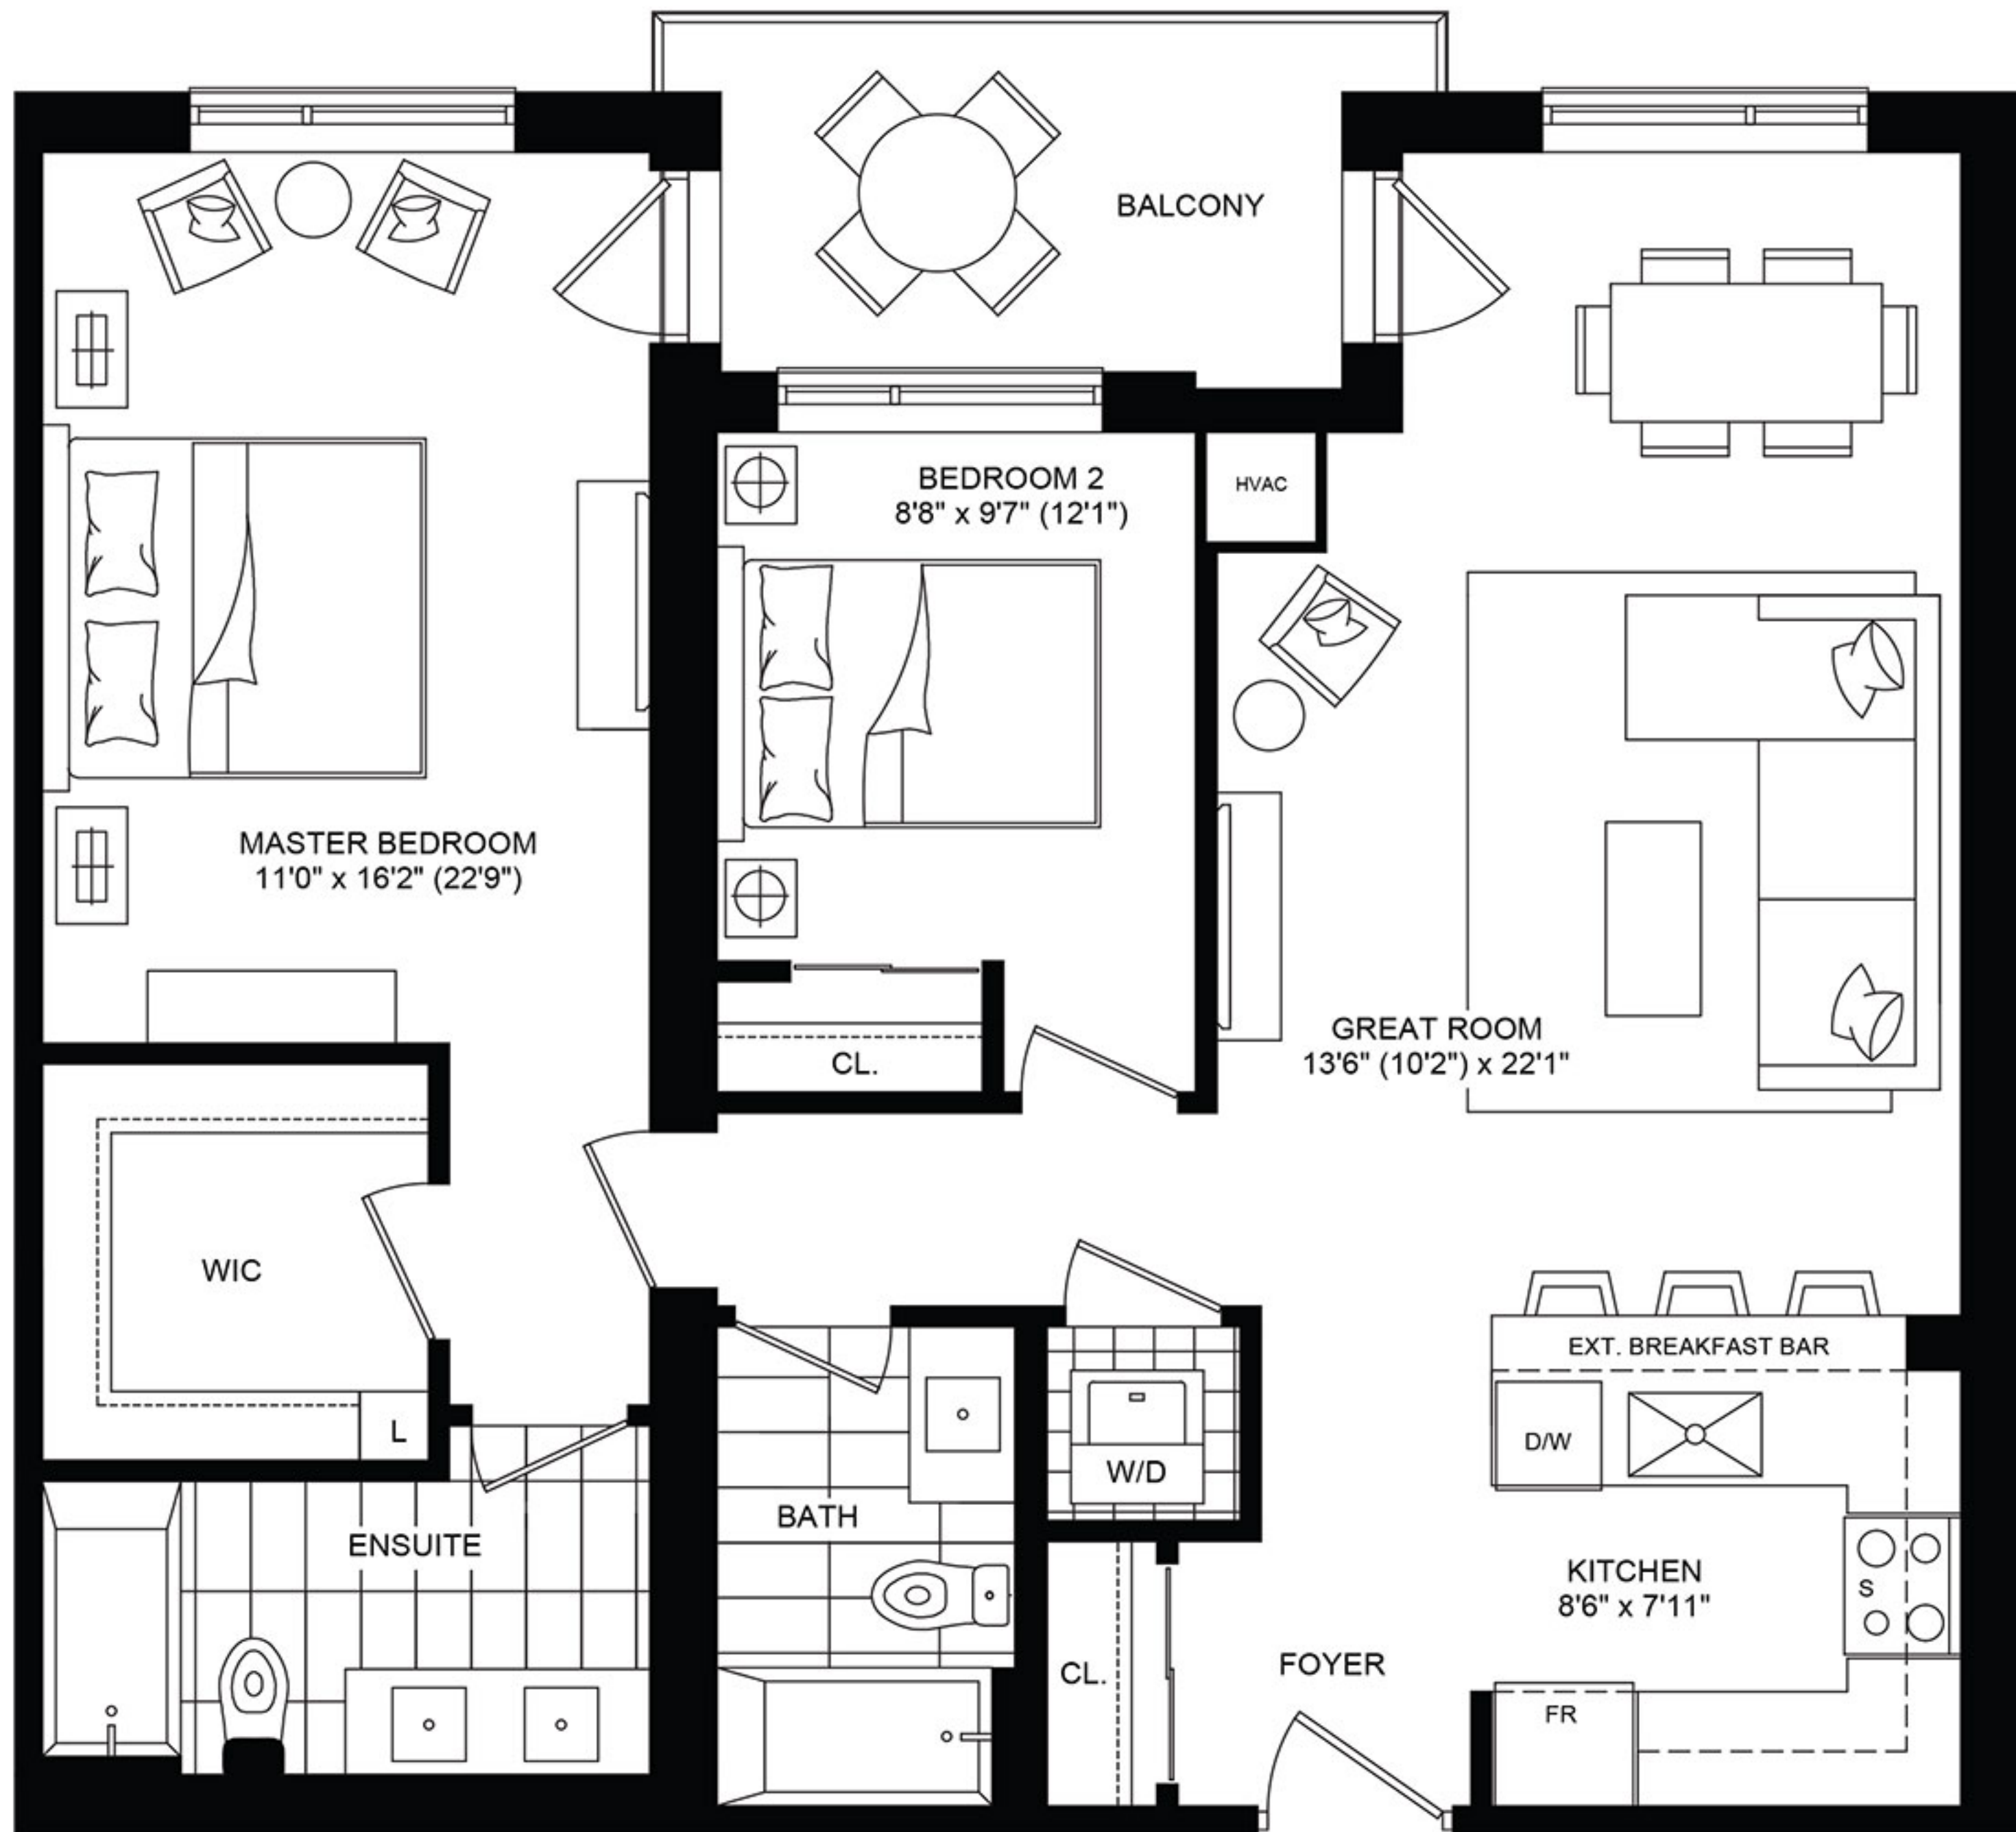 BALCONY
BEDROOM 2
8'8" x 9'7" (12'1")
HVAC
MASTER BEDROOM
11'0" x 16'2" (22'9")
GREAT ROOM
13'6" (10'2") x 22'1"
CL.
WIC
L
EXT. BREAKFAST BAR
D/W
W/D
BATH
ENSUITE
KITCHEN
8'6" x 7'11"
S
FOYER
CL.
FR